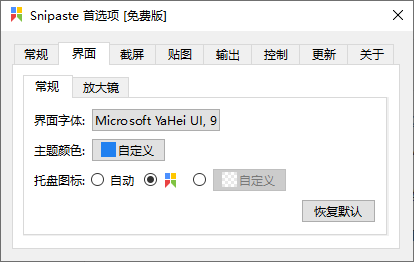 Snipaste 首选项 [免费版]
常规 界面 截屏 贴图 输出 控制 更新 关于
常规 放大镜
界面字体: Microsoft YaHei UI, 9
主题颜色: 自定义
托盘图标: 自动 自定义
恢复默认